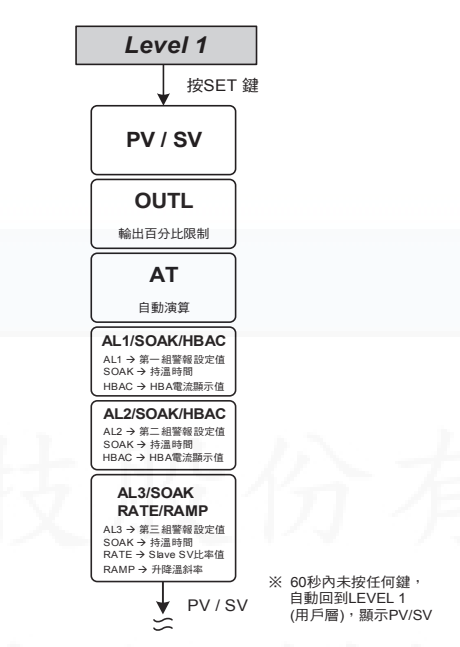 Level 1
按SET 鍵
PV / SV
OUTL
輸出百分比限制
AT
自動演算
AL1/SOAK/HBAC
AL1 → 第一組警報設定值
SOAK → 持溫時間
HBAC → HBA電流顯示值
AL2/SOAK/HBAC
AL2 → 第二組警報設定值
SOAK → 持溫時間
HBAC → HBA電流顯示值
AL3/SOAK
RATE/RAMP
AL3 → 第三組警報設定值
SOAK → 持溫時間
RATE → Slave SV比率值
RAMP → 升降溫斜率
PV / SV
※ 60秒內未按任何鍵，
自動回到LEVEL 1
(用戶層)，顯示PV/SV
技股份有